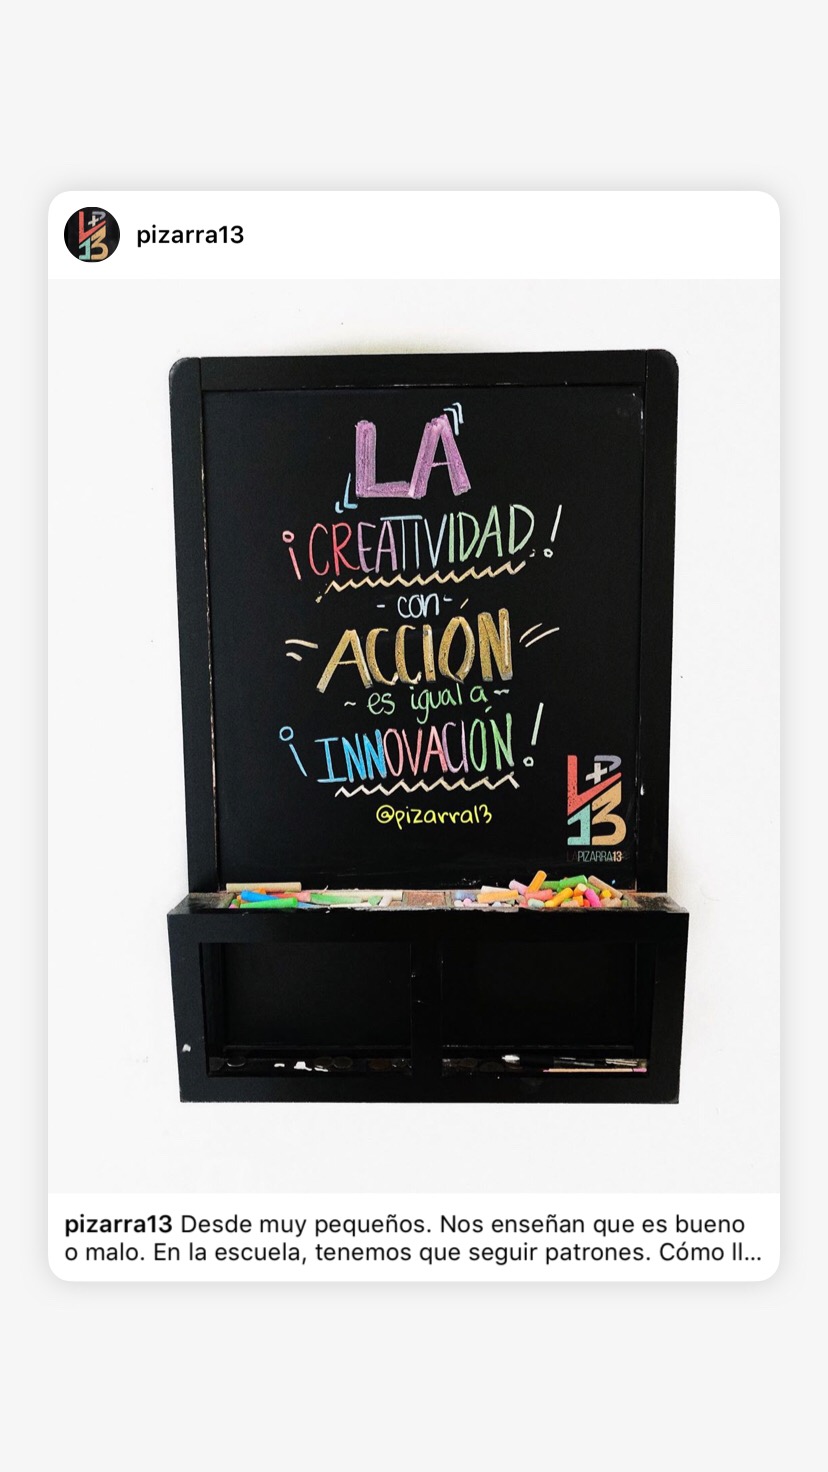 pizarra13
"LA"
¡CREATIVIDAD!
-con-
ACCIÓN
~es igual a~
¡INNOVACIÓN!
@pizarra13
L+P
13
LAPIZARRA13
pizarra13 Desde muy pequeños. Nos enseñan que es bueno
o malo. En la escuela, tenemos que seguir patrones. Cómo ll...